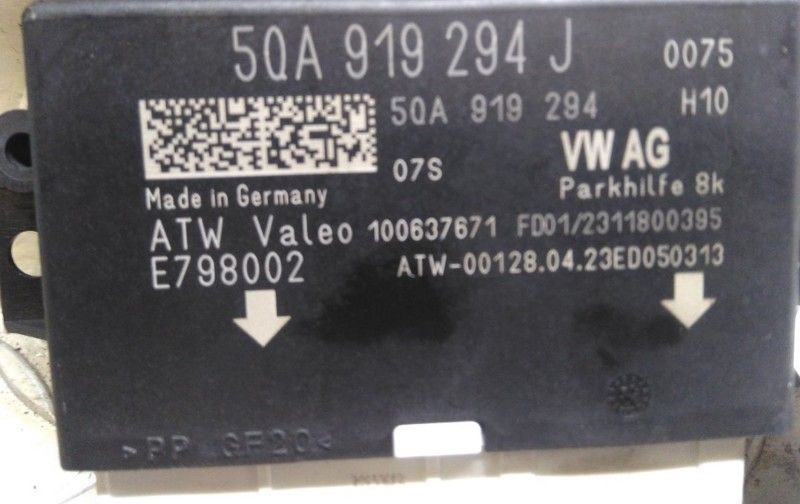 5QA 919 294 J 0075
5QA 919 294 H10
07S VW AG
Made in Germany Parkhilfe 8k
ATW Valeo 100637671 FD01/2311800395
E798002 ATW-00128.04.23ED050313
>PP GF20<